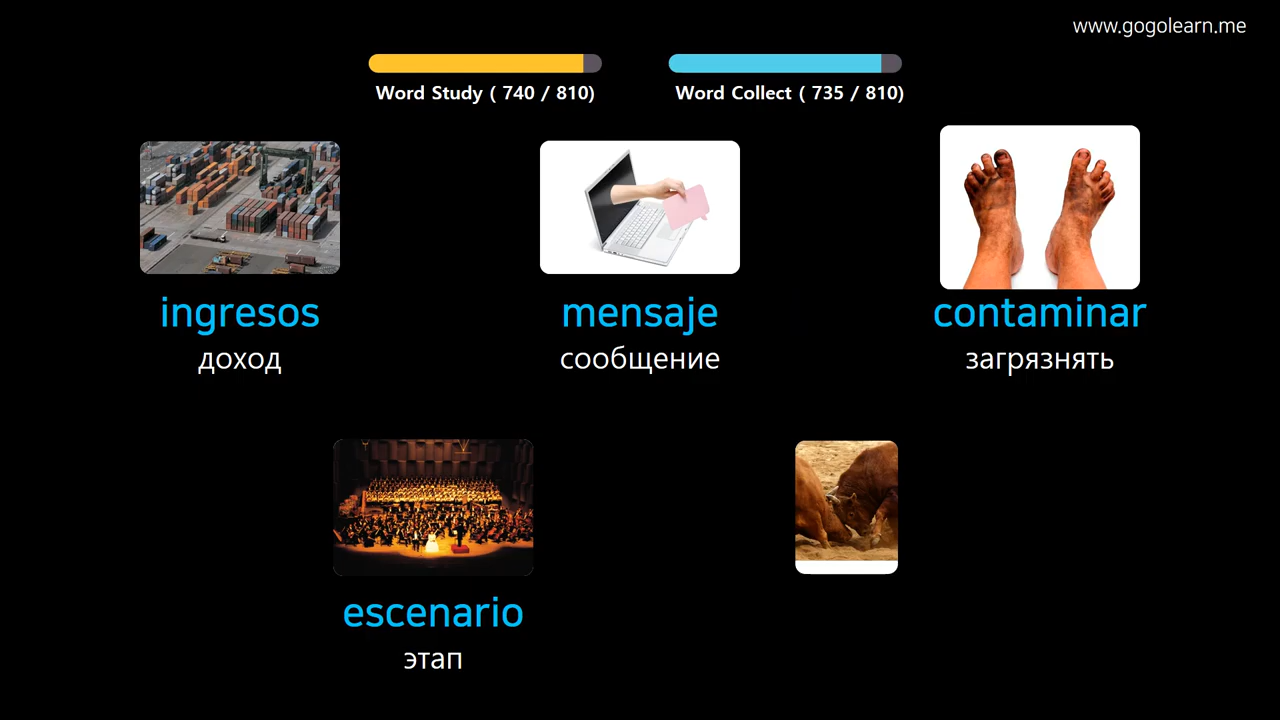 www.gogolearn.me
Word Study ( 740 / 810)
Word Collect ( 735 / 810)
ingresos
доход
mensaje
сообщение
contaminar
загрязнять
escenario
этап